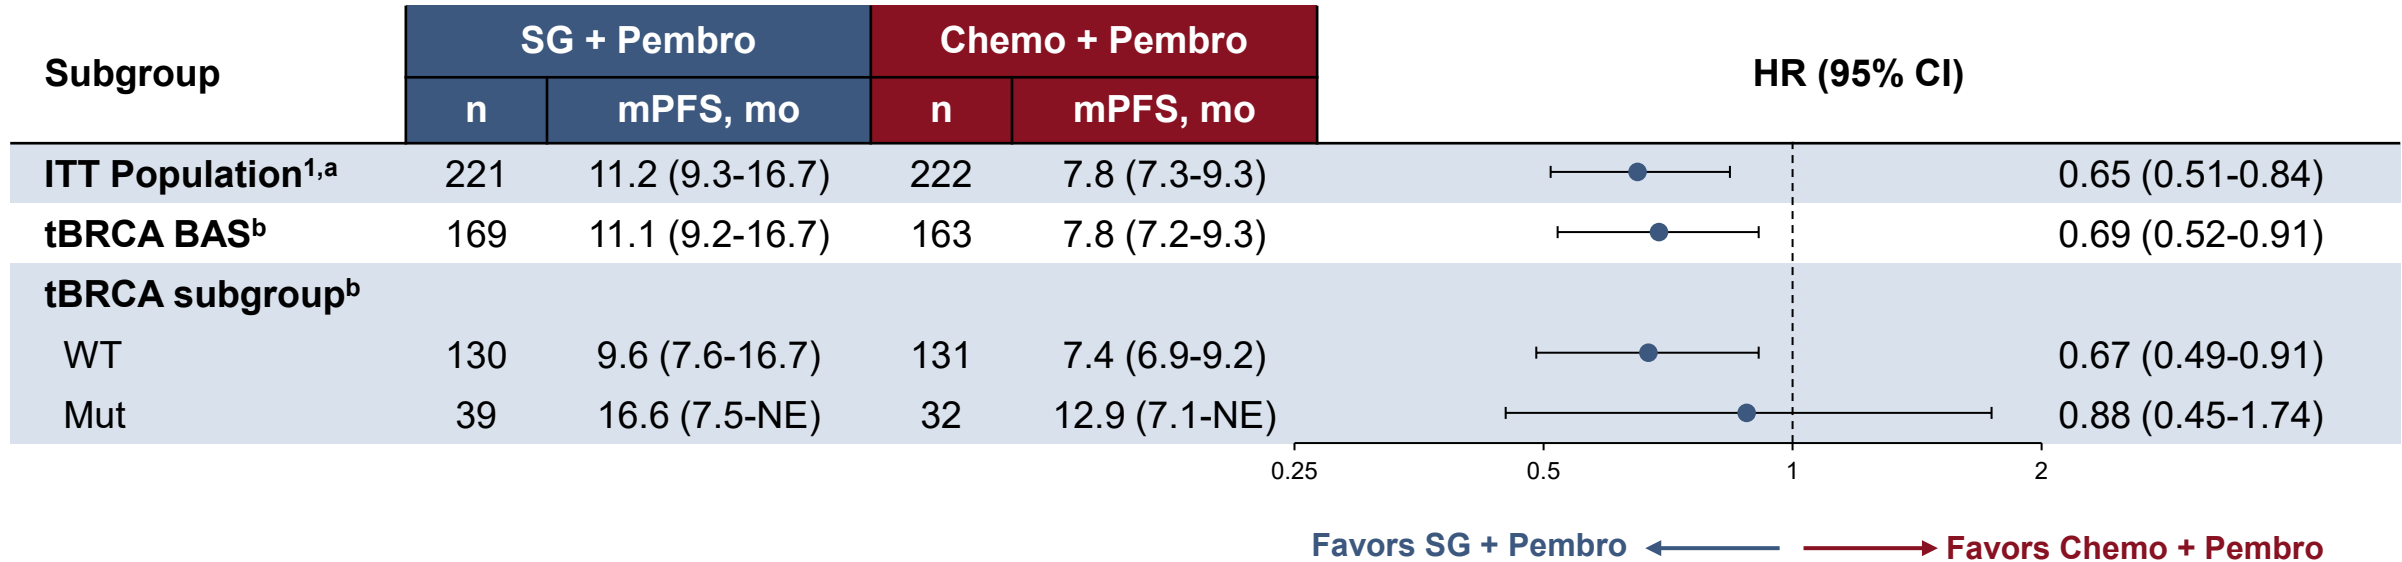 Subgroup SG + Pembro Chemo + Pembro HR (95% CI)
n mPFS, mo n mPFS, mo
ITT Population1,a 221 11.2 (9.3-16.7) 222 7.8 (7.3-9.3) 0.65 (0.51-0.84)
tBRCA BASb 169 11.1 (9.2-16.7) 163 7.8 (7.2-9.3) 0.69 (0.52-0.91)
tBRCA subgroupb
WT 130 9.6 (7.6-16.7) 131 7.4 (6.9-9.2) 0.67 (0.49-0.91)
Mut 39 16.6 (7.5-NE) 32 12.9 (7.1-NE) 0.88 (0.45-1.74)
0.25 0.5 1 2
Favors SG + Pembro Favors Chemo + Pembro